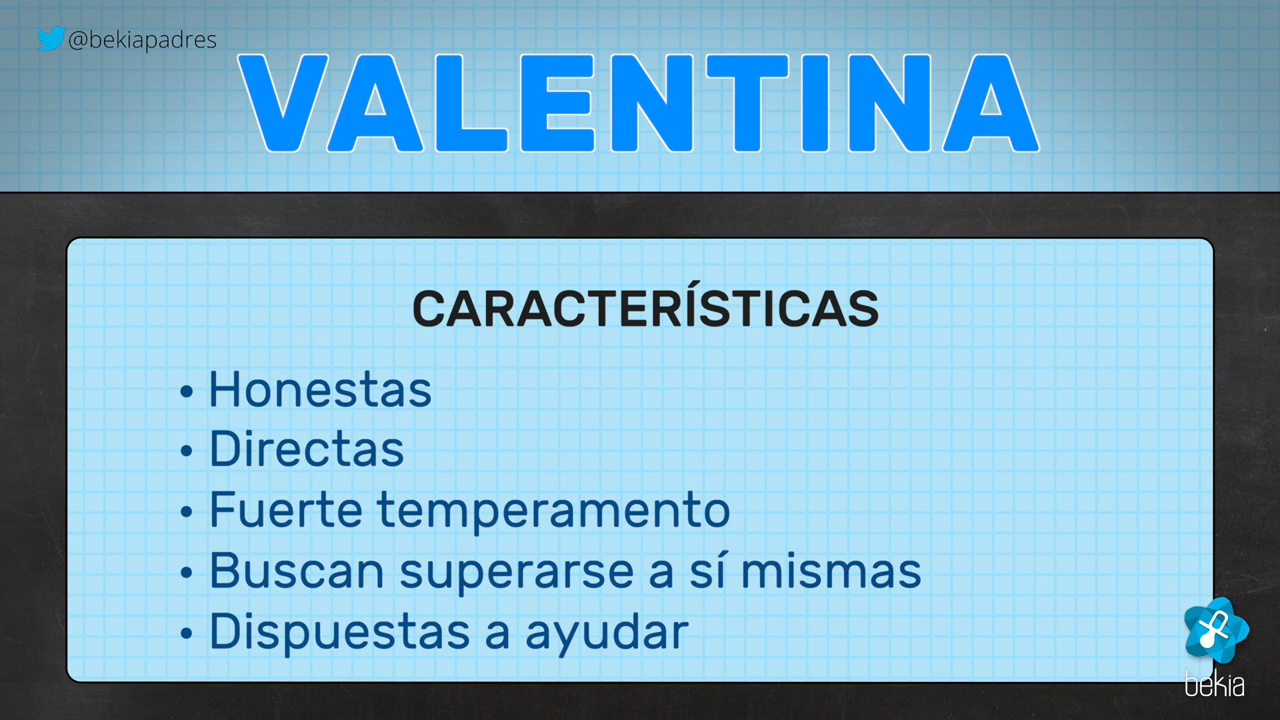 @bekiapadres
VALENTINA
CARACTERÍSTICAS
• Honestas
• Directas
• Fuerte temperamento
• Buscan superarse a sí mismas
• Dispuestas a ayudar
bekia